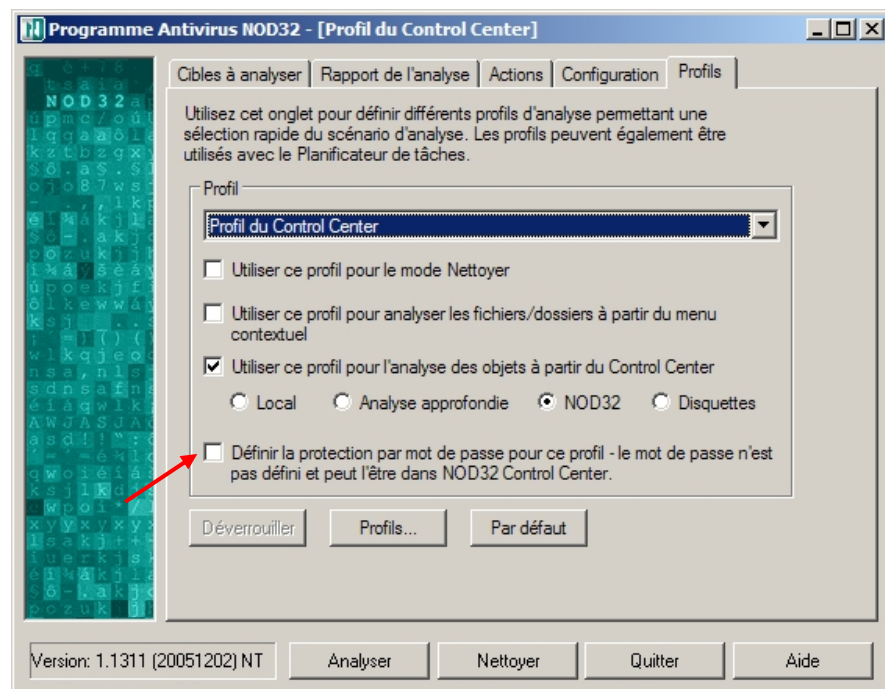 Programme Antivirus NOD32 - [Profil du Control Center]
Cibles à analyser Rapport de l'analyse Actions Configuration Profils
NOD32
Utilisez cet onglet pour définir différents profils d'analyse permettant une
sélection rapide du scénario d'analyse. Les profils peuvent également être
utilisés avec le Planificateur de tâches.
Profil
Profil du Control Center
Utiliser ce profil pour le mode Nettoyer
Utiliser ce profil pour analyser les fichiers/dossiers à partir du menu
contextuel
Utiliser ce profil pour l'analyse des objets à partir du Control Center
Local Analyse approfondie NOD32 Disquettes
Définir la protection par mot de passe pour ce profil - le mot de passe n'est
pas défini et peut l'être dans NOD32 Control Center.
Déverrouiller Profils... Par défaut
Version: 1.1311 (20051202) NT Analyser Nettoyer Quitter Aide